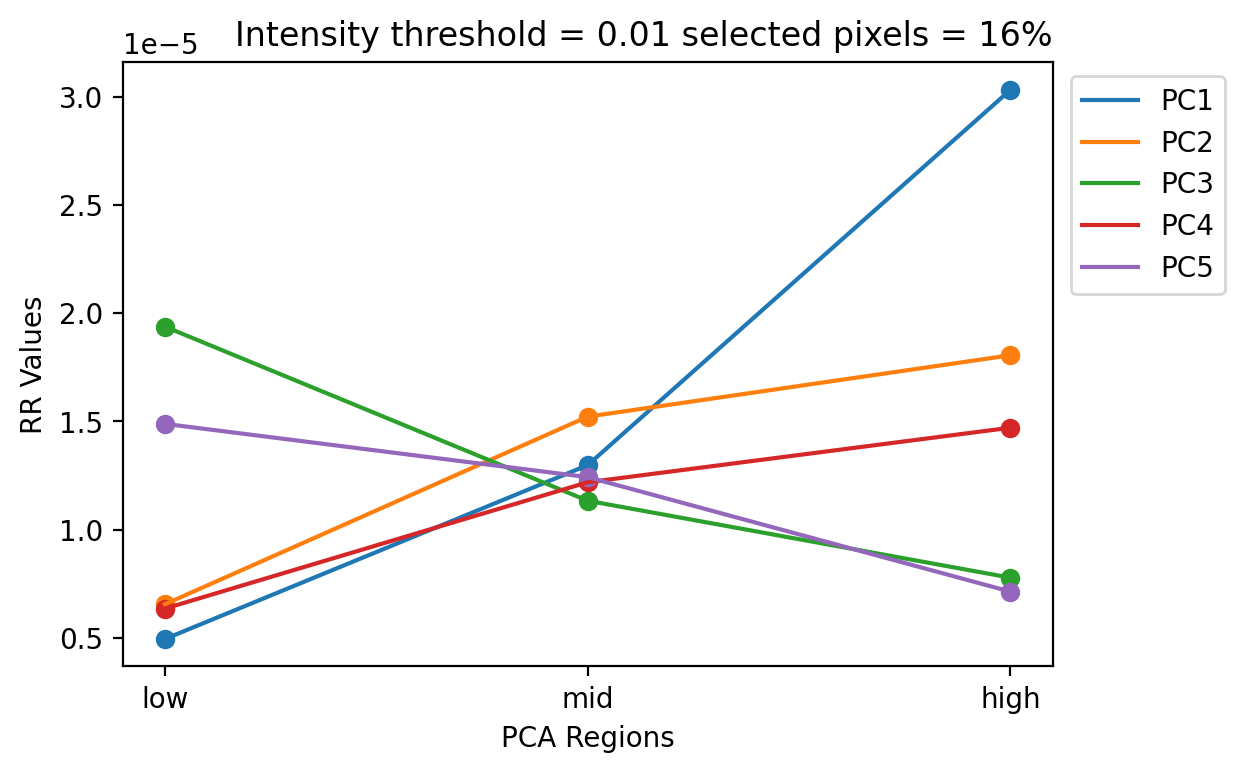 Intensity threshold = 0.01 selected pixels = 16%
1e−5
3.0
2.5
2.0
1.5
1.0
0.5
RR Values
low
mid
high
PCA Regions
PC1
PC2
PC3
PC4
PC5